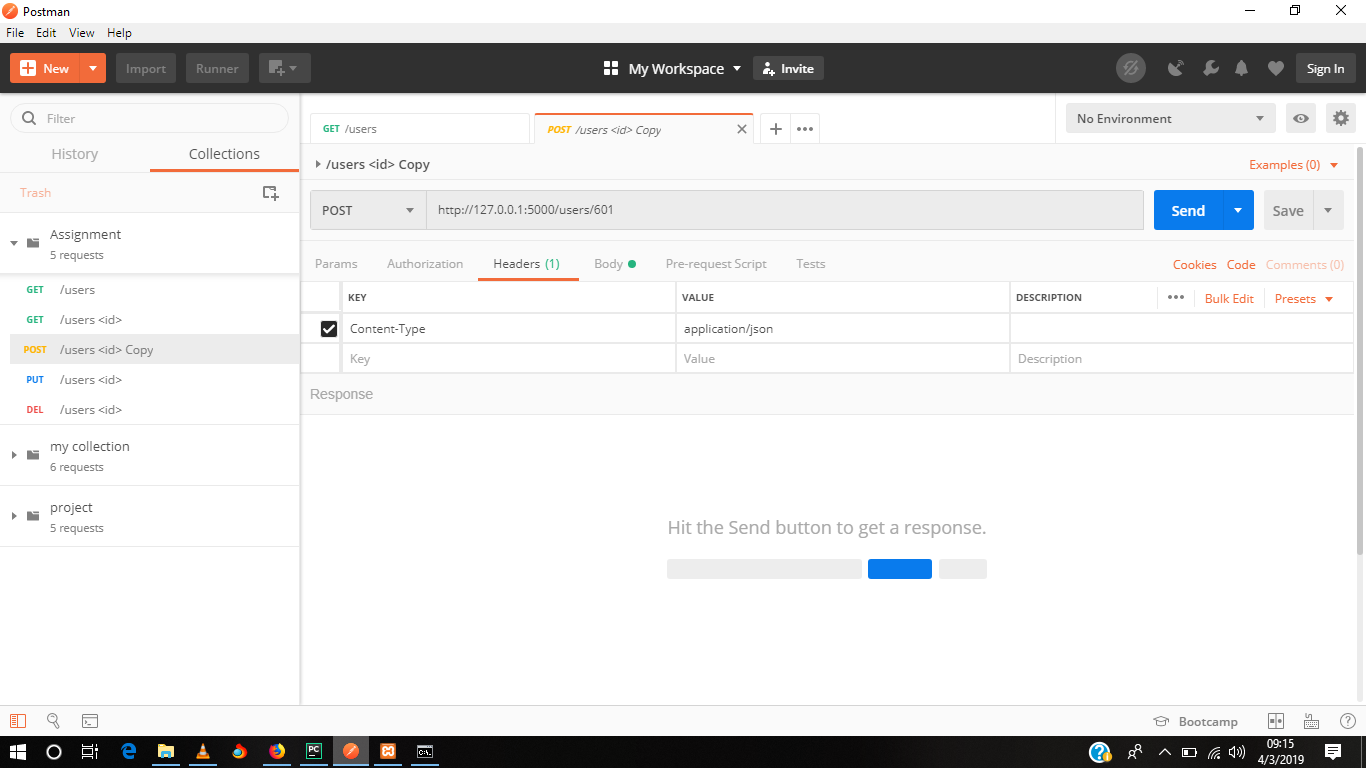 Postman
File Edit View Help
New Import Runner My Workspace Invite Sign In
Filter
History Collections
Trash
Assignment
5 requests
GET /users
GET /users <id>
POST /users <id> Copy
PUT /users <id>
DEL /users <id>
my collection
6 requests
project
5 requests
GET /users POST /users <id> Copy No Environment
/users <id> Copy Examples (0)
POST http://127.0.0.1:5000/users/601 Send Save
Params Authorization Headers (1) Body Pre-request Script Tests Cookies Code Comments (0)
KEY VALUE DESCRIPTION Bulk Edit Presets
Content-Type application/json
Key Value Description
Response
Hit the Send button to get a response.
Bootcamp
PC
C:\.
09:15
4/3/2019